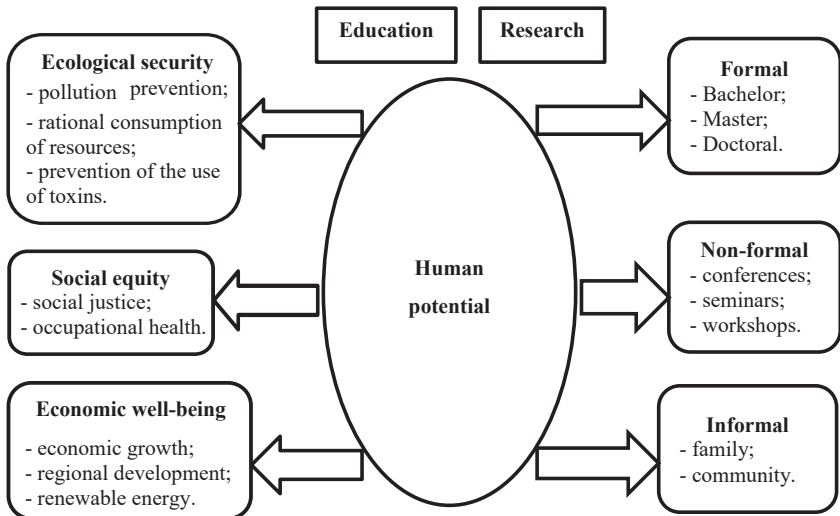 Education
Research
Ecological security
- pollution prevention;
- rational consumption
of resources;
- prevention of the use
of toxins.
Social equity
- social justice;
- occupational health.
Economic well-being
- economic growth;
- regional development;
- renewable energy.
Human
potential
Formal
- Bachelor;
- Master;
- Doctoral.
Non-formal
- conferences;
- seminars;
- workshops.
Informal
- family;
- community.